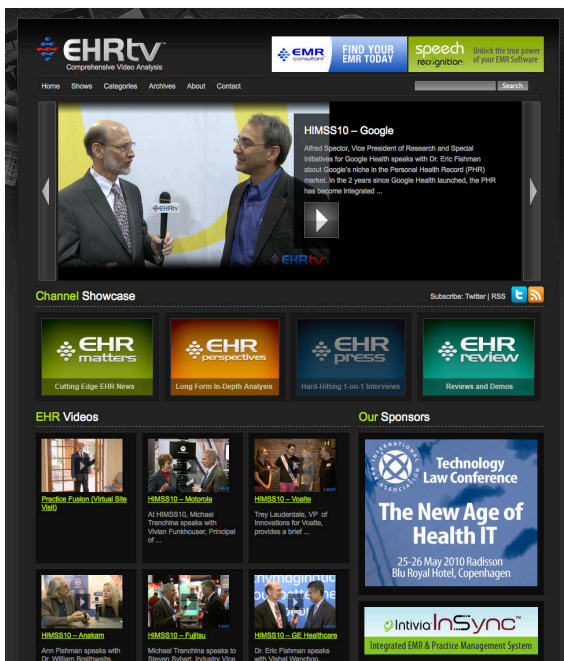 EHRtv™
Comprehensive Video Analysis
EMR
consultant
FIND YOUR
EMR TODAY
speech
recognition
Unlock the true power
of your EMR Software
Home Shows Categories Archives About Contact
Search
HIMSS10 – Google
Alfred Spector, Vice President of Research and Special
Initiatives for Google Health speaks with Dr. Eric Fishman
about Google's niche in the Personal Health Record (PHR)
market. In the 2 years since Google Health launched, the PHR
has become integrated ...
EHRtv
EHRtv
Channel Showcase
Subscribe: Twitter | RSS
EHR
matters
Cutting Edge EHR News
EHR
perspectives
Long Form In-Depth Analysis
EHR
press
Hard-Hitting 1-on-1 Interviews
EHR
review
Reviews and Demos
EHR Videos
Our Sponsors
Practice Fusion (Virtual Site
Visit)
HIMSS10 – Motorola
At HIMSS10, Michael
Tranchina speaks with
Vivian Funkhouser, Principal
of ...
HIMSS10 – Voalte
Trey Lauderdale, VP of
Innovations for Voalte,
provides a brief ...
INTERNATIONAL
BAR ASSOCIATION
Technology
Law Conference
The New Age of
Health IT
25-26 May 2010 Radisson
Blu Royal Hotel, Copenhagen
HIMSS10 – Anakam
Ann Fishman speaks with
Dr. William Braithwaite,
HIMSS10 – Fujitsu
Michael Tranchina speaks to
Steven Sybert, Industry Vice
HIMSS10 – GE Healthcare
Dr. Eric Fishman speaks
with Vishal Wanchoo,
Intivia InSync™
Integrated EMR & Practice Management System